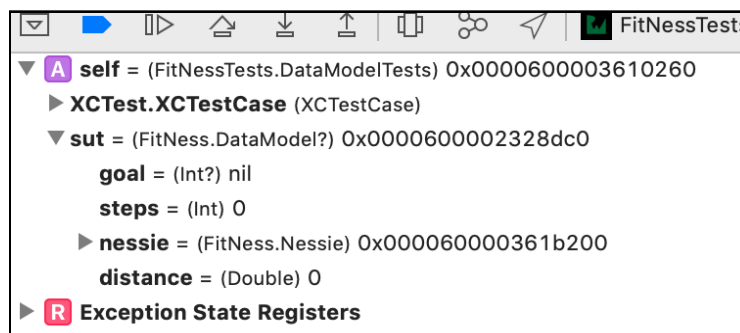 FitNessTests
A self = (FitNessTests.DataModelTests) 0x0000600003610260
XCTest.XCTestCase (XCTestCase)
sut = (FitNess.DataModel?) 0x0000600002328dc0
goal = (Int?) nil
steps = (Int) 0
nessie = (FitNess.Nessie) 0x000060000361b200
distance = (Double) 0
R Exception State Registers